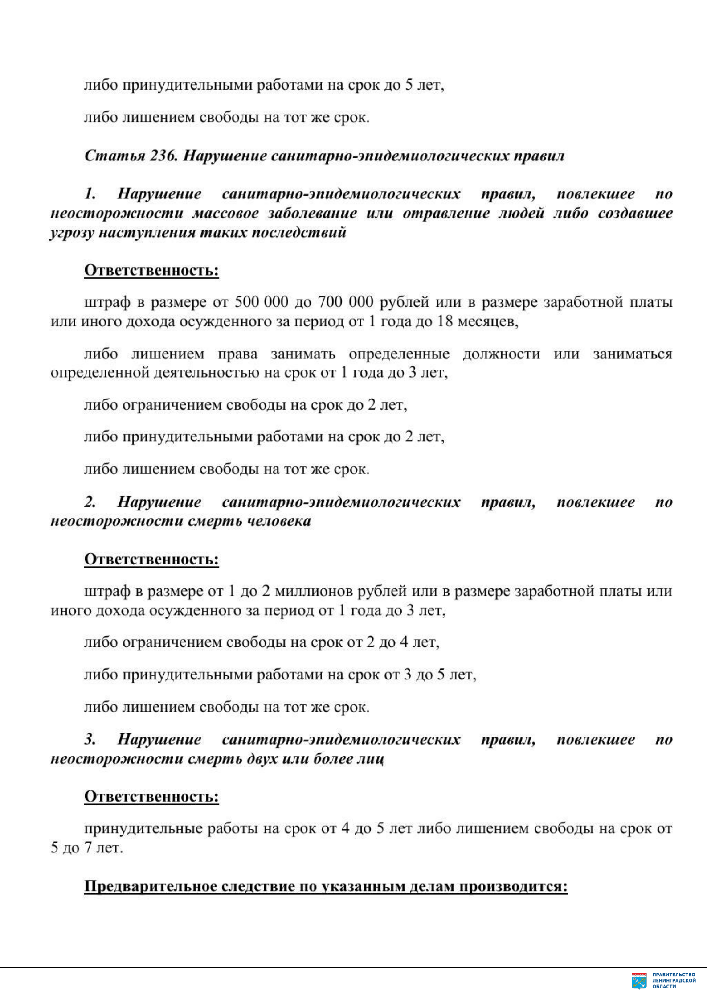 либо принудительными работами на срок до 5 лет,
либо лишением свободы на тот же срок.
Статья 236. Нарушение санитарно-эпидемиологических правил
1. Нарушение санитарно-эпидемиологических правил, повлекшее по
неосторожности массовое заболевание или отравление людей либо создавшее
угрозу наступления таких последствий
Ответственность:
штраф в размере от 500 000 до 700 000 рублей или в размере заработной платы
или иного дохода осужденного за период от 1 года до 18 месяцев,
либо лишением права занимать определенные должности или заниматься
определенной деятельностью на срок от 1 года до 3 лет,
либо ограничением свободы на срок до 2 лет,
либо принудительными работами на срок до 2 лет,
либо лишением свободы на тот же срок.
2. Нарушение санитарно-эпидемиологических правил, повлекшее по
неосторожности смерть человека
Ответственность:
штраф в размере от 1 до 2 миллионов рублей или в размере заработной платы или
иного дохода осужденного за период от 1 года до 3 лет,
либо ограничением свободы на срок от 2 до 4 лет,
либо принудительными работами на срок от 3 до 5 лет,
либо лишением свободы на тот же срок.
3. Нарушение санитарно-эпидемиологических правил, повлекшее по
неосторожности смерть двух или более лиц
Ответственность:
принудительные работы на срок от 4 до 5 лет либо лишением свободы на срок от
5 до 7 лет.
Предварительное следствие по указанным делам производится:
ПРАВИТЕЛЬСТВО
ЛЕНИНГРАДСКОЙ
ОБЛАСТИ